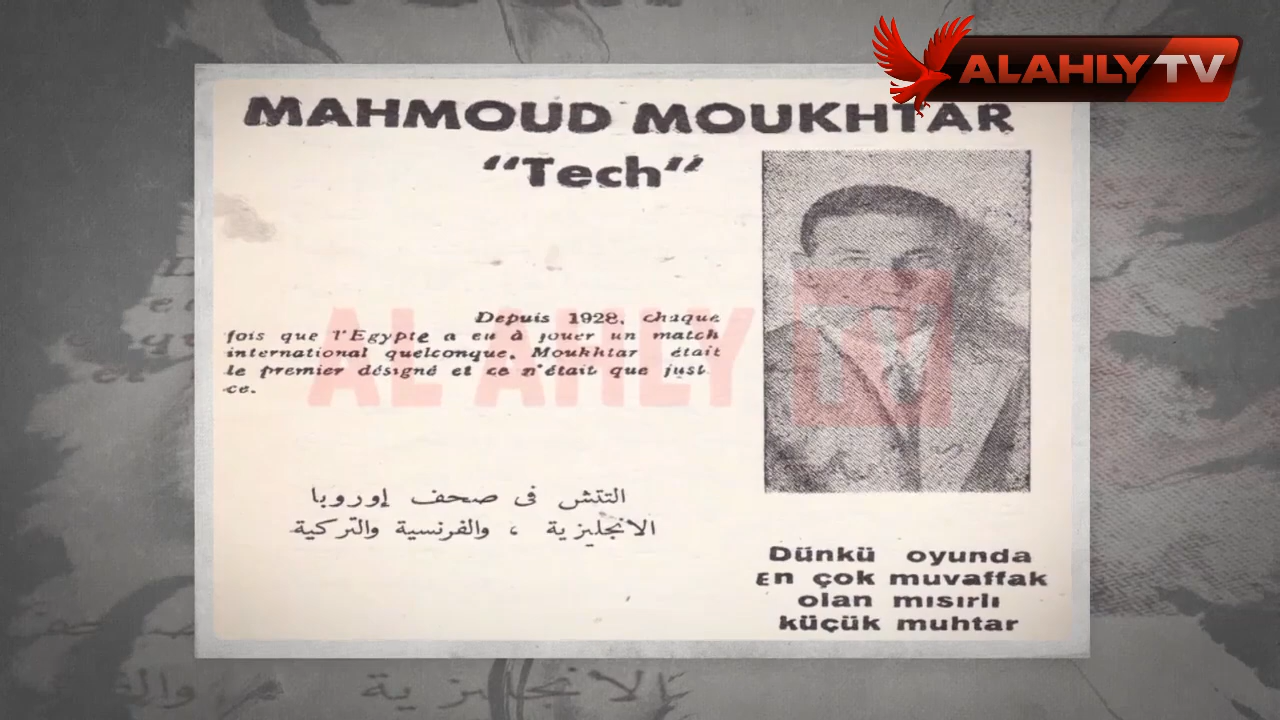 ALAHLY TV
MAHMOUD MOUKHTAR
"Tech"
Depuis 1928, chaque
fois que l'Egypte a eu à jouer un match
international quelconque, Moukhtar était
le premier désigné et ce n'était que just
ce.
AL AHLY TV
التتش فى صحف إوروبا
الانجليزية ، والفرنسية والتركية
Dünkü oyunda
En çok muvaffak
olan mısırlı
küçük muhtar
الانجليزية